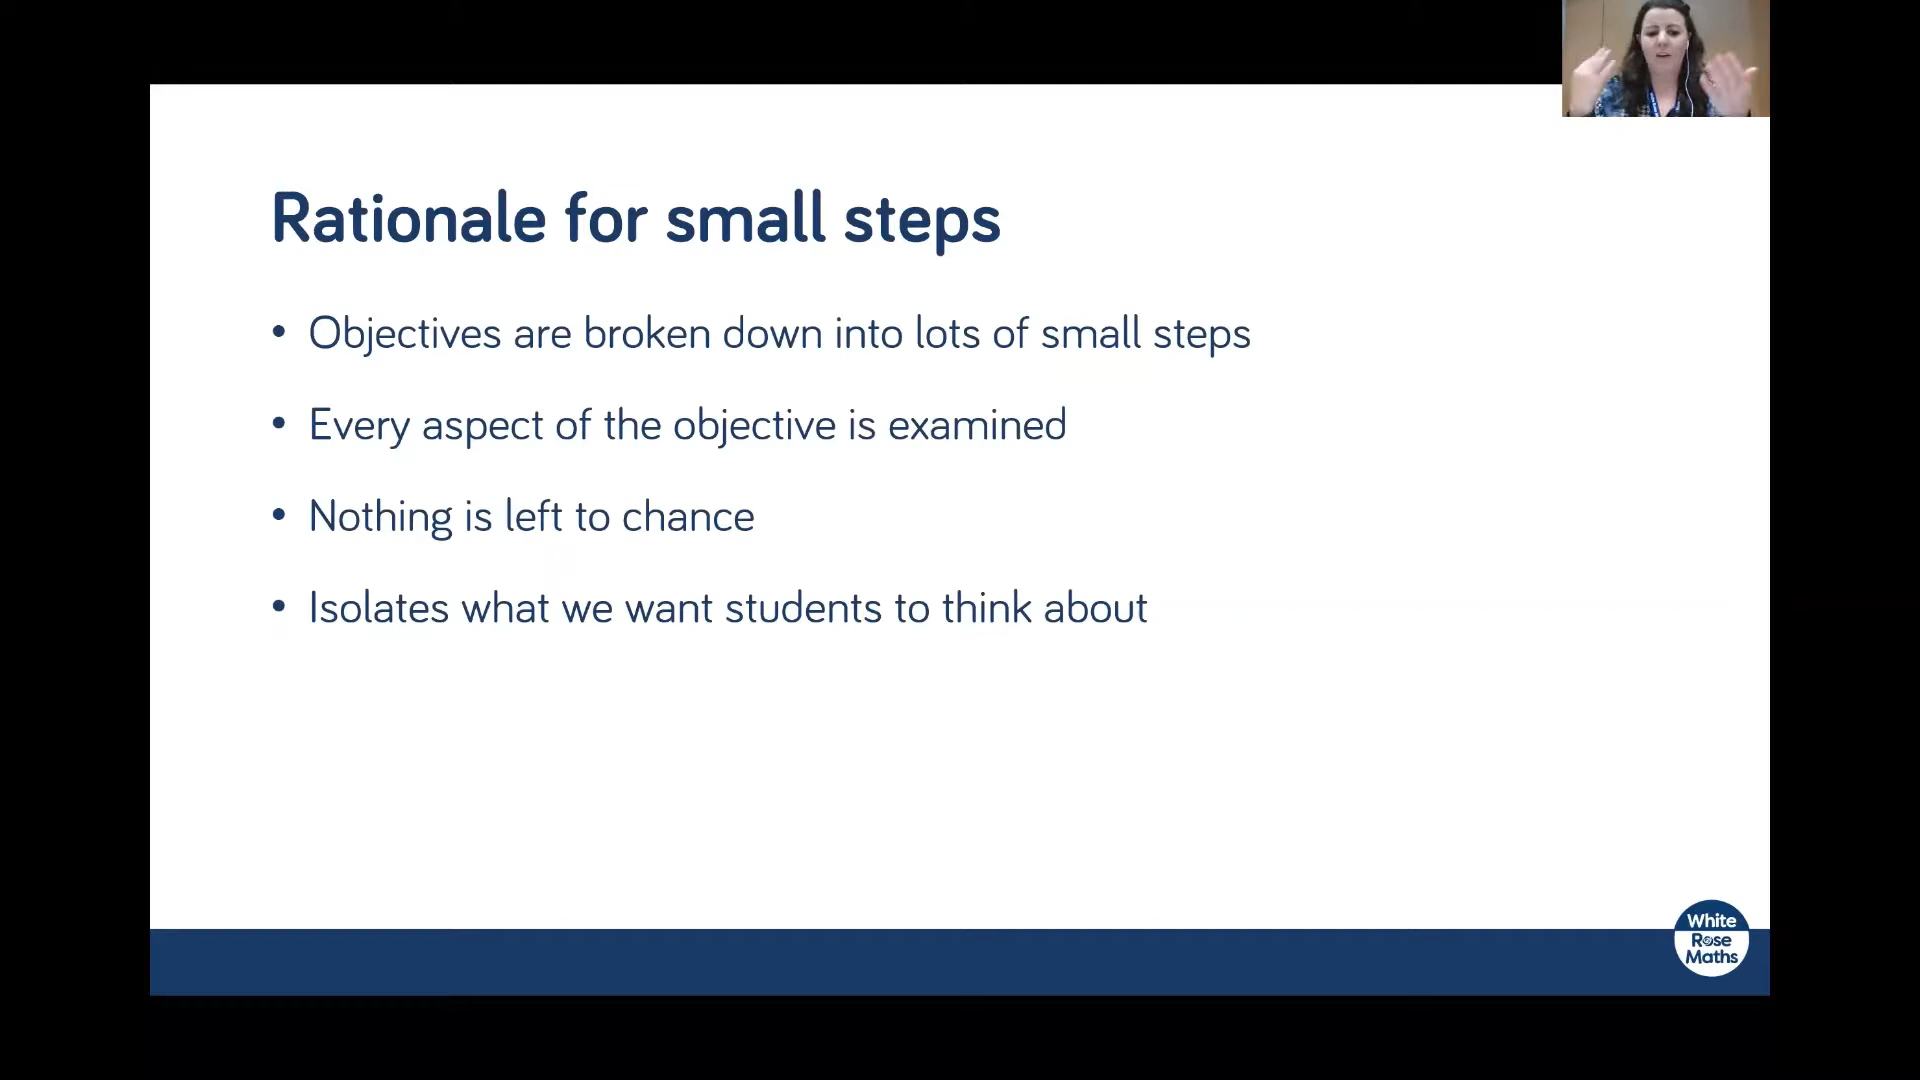 Rationale for small steps
• Objectives are broken down into lots of small steps
• Every aspect of the objective is examined
• Nothing is left to chance
• Isolates what we want students to think about
White
Rose
Maths